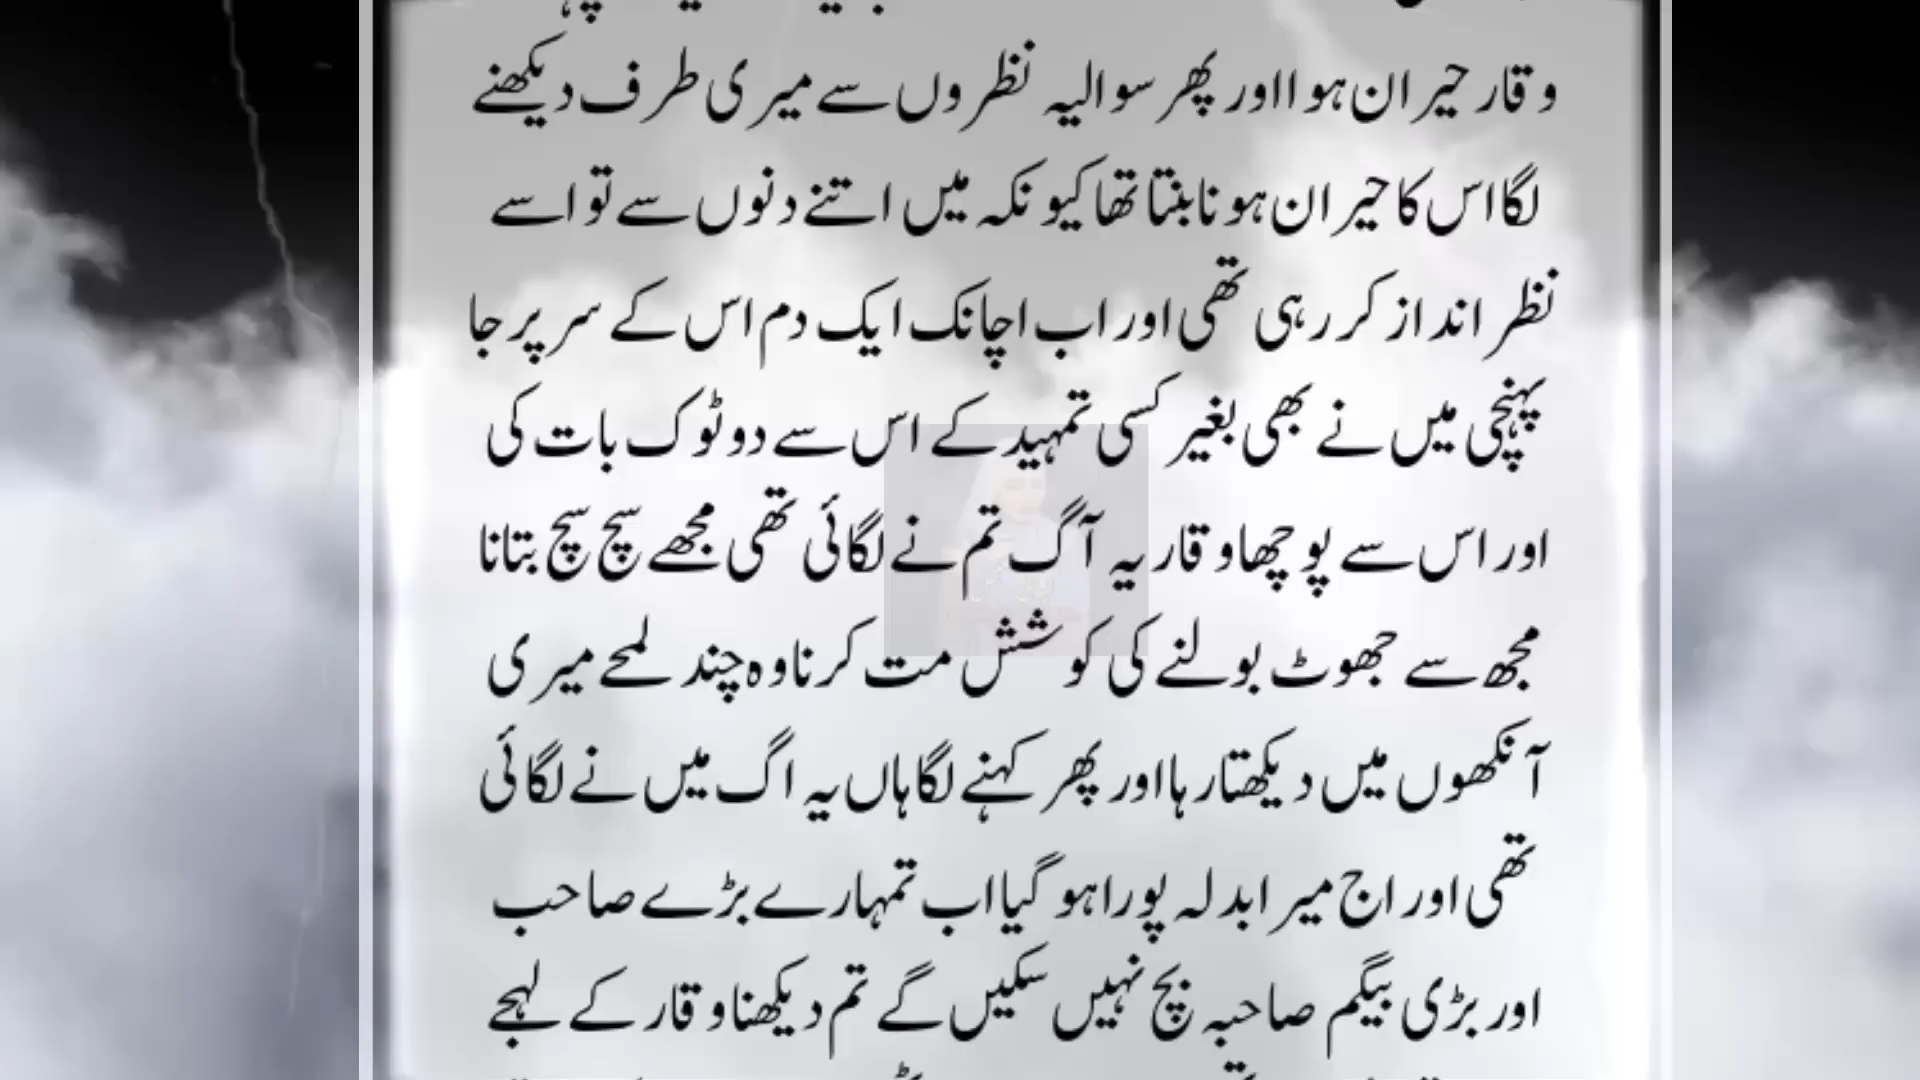 وقار حیران ہوا اور پھر سوالیہ نظروں سے میری طرف دیکھنے
لگا اس کا حیران ہونا بنتا تھا کیونکہ میں اتنے دنوں سے تو اسے
نظر انداز کر رہی تھی اور اب اچانک ایک دم اس کے سر پر جا
پہنچی میں نے بھی بغیر کسی تمہید کے اس سے دو ٹوک بات کی
اور اس سے پوچھا وقار یہ آگ تم نے لگائی تھی مجھے سچ سچ بتانا
مجھ سے جھوٹ بولنے کی کوشش مت کرنا وہ چند لمحے میری
آنکھوں میں دیکھتا رہا اور پھر کہنے لگا ہاں یہ اگ میں نے لگائی
تھی اور اج میرا بدلہ پورا ہو گیا اب تمہارے بڑے صاحب
اور بڑی بیگم صاحبہ بچ نہیں سکیں گے تم دیکھنا وقار کے لہجے